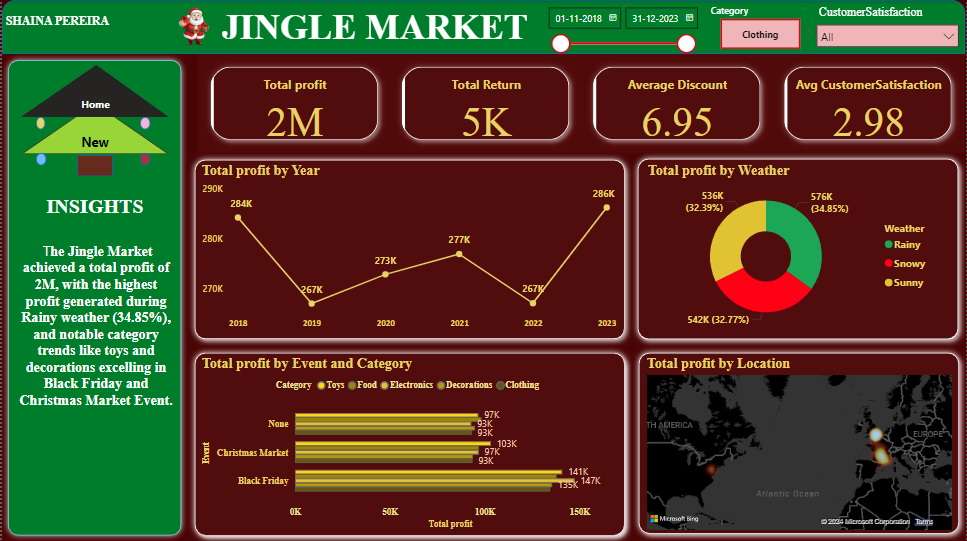 SHAINA PEREIRA
JINGLE MARKET
01-11-2018
31-12-2023
Category
Clothing
CustomerSatisfaction
All
Home
New
INSIGHTS
The Jingle Market
achieved a total profit of
2M, with the highest
profit generated during
Rainy weather (34.85%),
and notable category
trends like toys and
decorations excelling in
Black Friday and
Christmas Market Event.
Total profit
2M
Total Return
5K
Average Discount
6.95
Avg CustomerSatisfaction
2.98
Total profit by Year
290K
280K
270K
284K
267K
273K
277K
267K
286K
2018 2019 2020 2021 2022 2023
Total profit by Weather
536K
(32.39%)
576K
(34.85%)
542K (32.77%)
Weather
Rainy
Snowy
Sunny
Total profit by Event and Category
Category Toys Food Electronics Decorations Clothing
Event
None
97K
93K
93K
Christmas Market
103K
97K
93K
Black Friday
141K
147K
135K
0K 50K 100K 150K
Total profit
Total profit by Location
TH AMERICA
EUROPE
Atlantic Ocean
Microsoft Bing
© 2024 Microsoft Corporation Terms